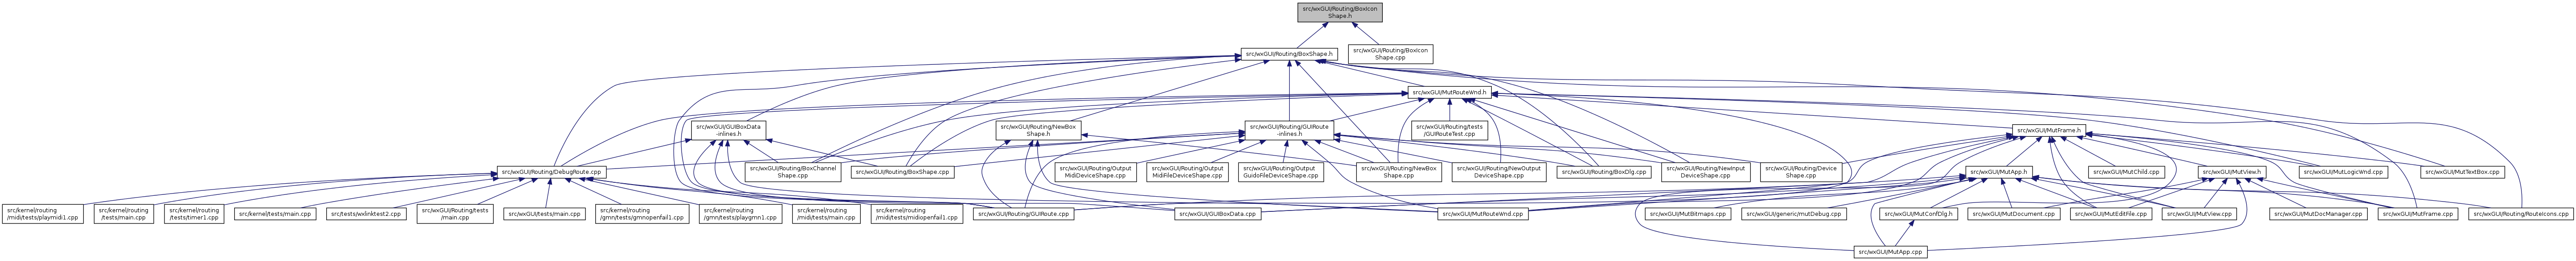 src/wxGUI/Routing/BoxIcon
Shape.h
src/wxGUI/Routing/BoxShape.h
src/wxGUI/Routing/BoxIcon
Shape.cpp
src/wxGUI/MutRouteWnd.h
src/wxGUI/GUIBoxData
-inlines.h
src/wxGUI/Routing/NewBox
Shape.h
src/wxGUI/Routing/GUIRoute
-inlines.h
src/wxGUI/Routing/tests
/GUIRouteTest.cpp
src/wxGUI/MutFrame.h
src/wxGUI/Routing/DebugRoute.cpp
src/wxGUI/Routing/BoxChannel
Shape.cpp
src/wxGUI/Routing/BoxShape.cpp
src/wxGUI/Routing/Output
MidiDeviceShape.cpp
src/wxGUI/Routing/Output
MidiFileDeviceShape.cpp
src/wxGUI/Routing/Output
GuidoFileDeviceShape.cpp
src/wxGUI/Routing/NewBox
Shape.cpp
src/wxGUI/Routing/NewOutput
DeviceShape.cpp
src/wxGUI/Routing/BoxDlg.cpp
src/wxGUI/Routing/NewInput
DeviceShape.cpp
src/wxGUI/Routing/Device
Shape.cpp
src/wxGUI/MutApp.h
src/wxGUI/MutChild.cpp
src/wxGUI/MutView.h
src/wxGUI/MutLogicWnd.cpp
src/wxGUI/MutTextBox.cpp
src/kernel/routing
/midi/tests/playmidi1.cpp
src/kernel/routing
/tests/main.cpp
src/kernel/routing
/tests/timer1.cpp
src/kernel/tests/main.cpp
src/tests/wxlinktest2.cpp
src/wxGUI/Routing/tests
/main.cpp
src/wxGUI/tests/main.cpp
src/kernel/routing
/gmn/tests/gmnopenfail1.cpp
src/kernel/routing
/gmn/tests/playgmn1.cpp
src/kernel/routing
/midi/tests/main.cpp
src/kernel/routing
/midi/tests/midiopenfail1.cpp
src/wxGUI/Routing/GUIRoute.cpp
src/wxGUI/GUIBoxData.cpp
src/wxGUI/MutRouteWnd.cpp
src/wxGUI/MutBitmaps.cpp
src/wxGUI/generic/mutDebug.cpp
src/wxGUI/MutConfDlg.h
src/wxGUI/MutDocument.cpp
src/wxGUI/MutEditFile.cpp
src/wxGUI/MutView.cpp
src/wxGUI/MutDocManager.cpp
src/wxGUI/MutFrame.cpp
src/wxGUI/Routing/RouteIcons.cpp
src/wxGUI/MutApp.cpp